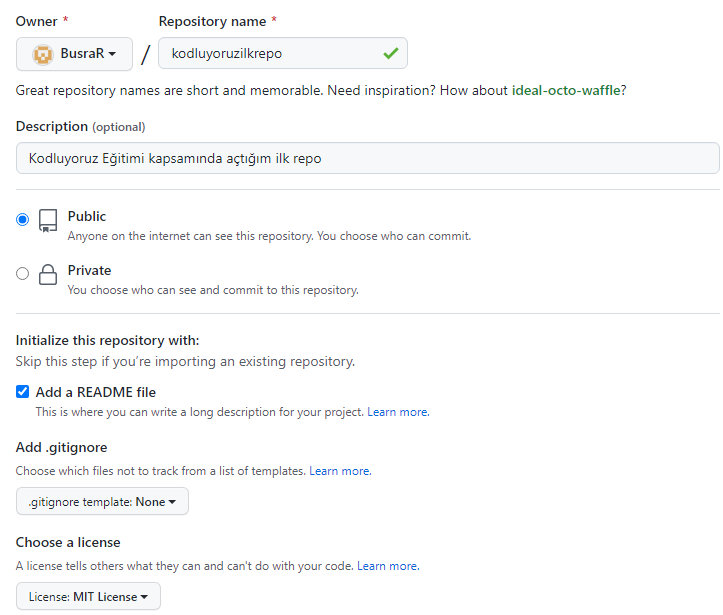 Owner * Repository name *
BusraR / kodluyoruzilkrepo
Great repository names are short and memorable. Need inspiration? How about ideal-octo-waffle?
Description (optional)
Kodluyoruz Eğitimi kapsamında açtığım ilk repo
Public
Anyone on the internet can see this repository. You choose who can commit.
Private
You choose who can see and commit to this repository.
Initialize this repository with:
Skip this step if you’re importing an existing repository.
Add a README file
This is where you can write a long description for your project. Learn more.
Add .gitignore
Choose which files not to track from a list of templates. Learn more.
.gitignore template: None
Choose a license
A license tells others what they can and can't do with your code. Learn more.
License: MIT License